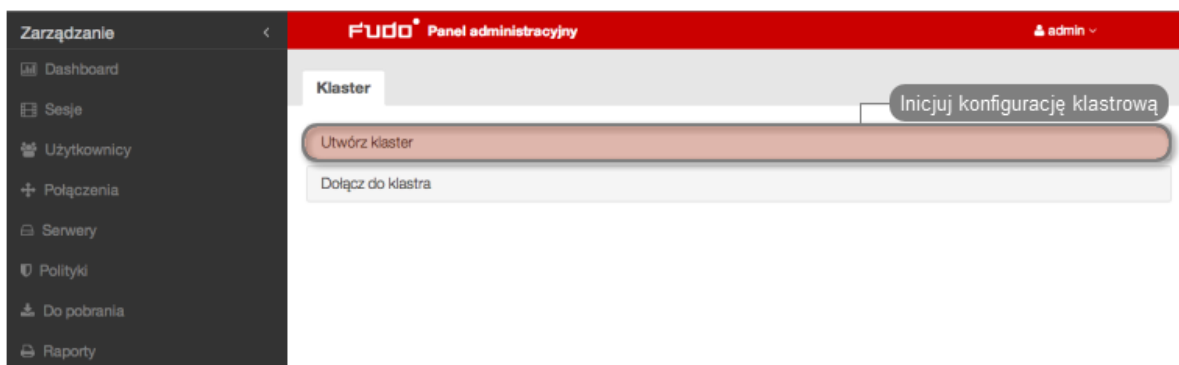 Zarządzanie
FUDO Panel administracyjny
admin
Dashboard
Sesje
Użytkownicy
Połączenia
Serwery
Polityki
Do pobrania
Raporty
Klaster
Inicjuj konfigurację klastrową
Utwórz klaster
Dołącz do klastra